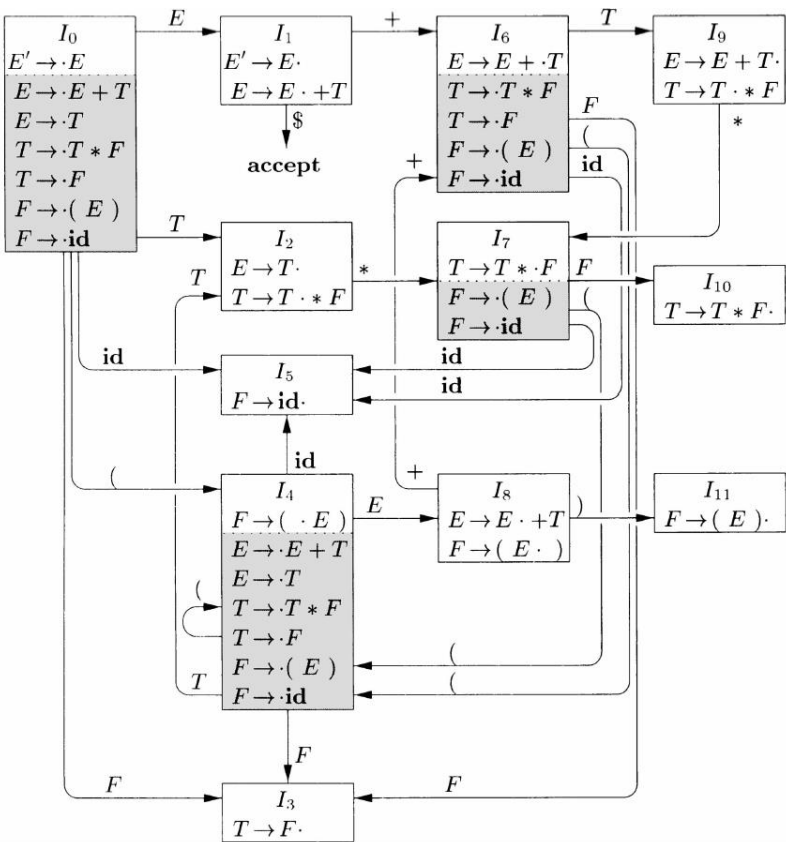 I₀
E′ → ·E
E → ·E + T
E → ·T
T → ·T * F
T → ·F
F → ·( E )
F → ·id
E
I₁
E′ → E·
E → E · +T
$
accept
+
I₆
E → E + ·T
T → ·T * F
T → ·F
F → ·( E )
F → ·id
T
I₉
E → E + T·
T → T · * F
*
F
(
id
+
T
I₂
E → T·
T → T · * F
T
*
I₇
T → T * ·F
F → ·( E )
F → ·id
F
(
I₁₀
T → T * F·
id
I₅
F → id·
id
id
id
(
I₄
F → ( · E )
E → ·E + T
E → ·T
T → ·T * F
T → ·F
F → ·( E )
F → ·id
(
T
E
+
I₈
E → E · +T
F → ( E · )
)
I₁₁
F → ( E )·
(
(
F
F
I₃
T → F·
F